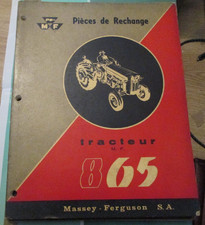 Pièces de Rechange
tracteur
865
Massey-Ferguson S.A.